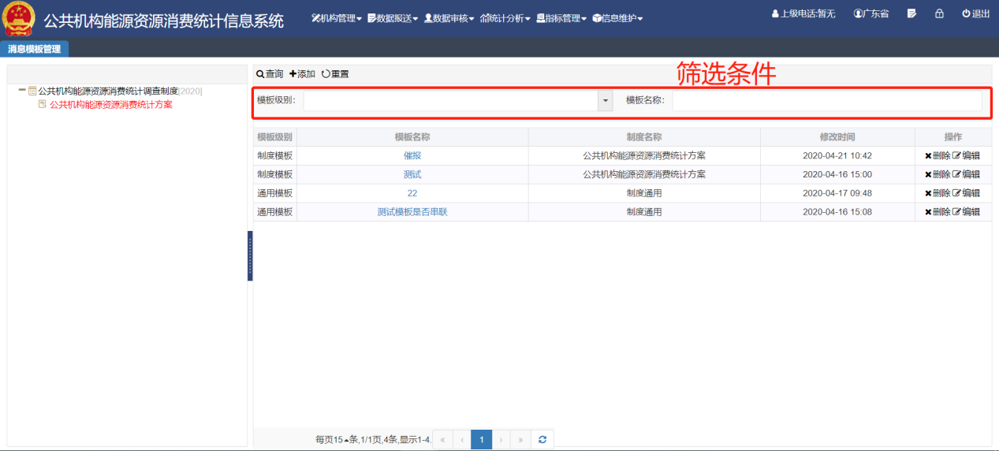 公共机构能源资源消费统计信息系统
机构管理 数据报送 数据审核 统计分析 指标管理 信息维护
上级电话:暂无 广东省 退出
消息模板管理
公共机构能源资源消费统计调查制度[2020]
公共机构能源资源消费统计方案
查询 添加 重置
筛选条件
模板级别: 模板名称:
模板级别 模板名称 制度名称 修改时间 操作
制度模板 催报 公共机构能源资源消费统计方案 2020-04-21 10:42 删除 编辑
制度模板 测试 公共机构能源资源消费统计方案 2020-04-16 15:00 删除 编辑
通用模板 22 制度通用 2020-04-17 09:48 删除 编辑
通用模板 测试模板是否串联 制度通用 2020-04-16 15:08 删除 编辑
每页15条,1/1页,4条,显示1-4. « ‹ 1 › »